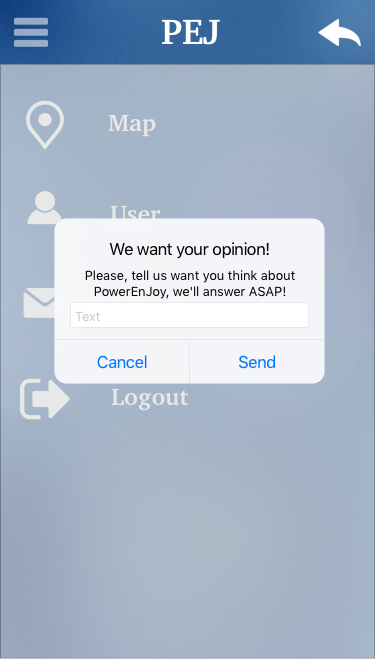 PEJ
Map
User
We want your opinion!
Please, tell us want you think about
PowerEnJoy, we'll answer ASAP!
Text
Cancel
Send
Logout